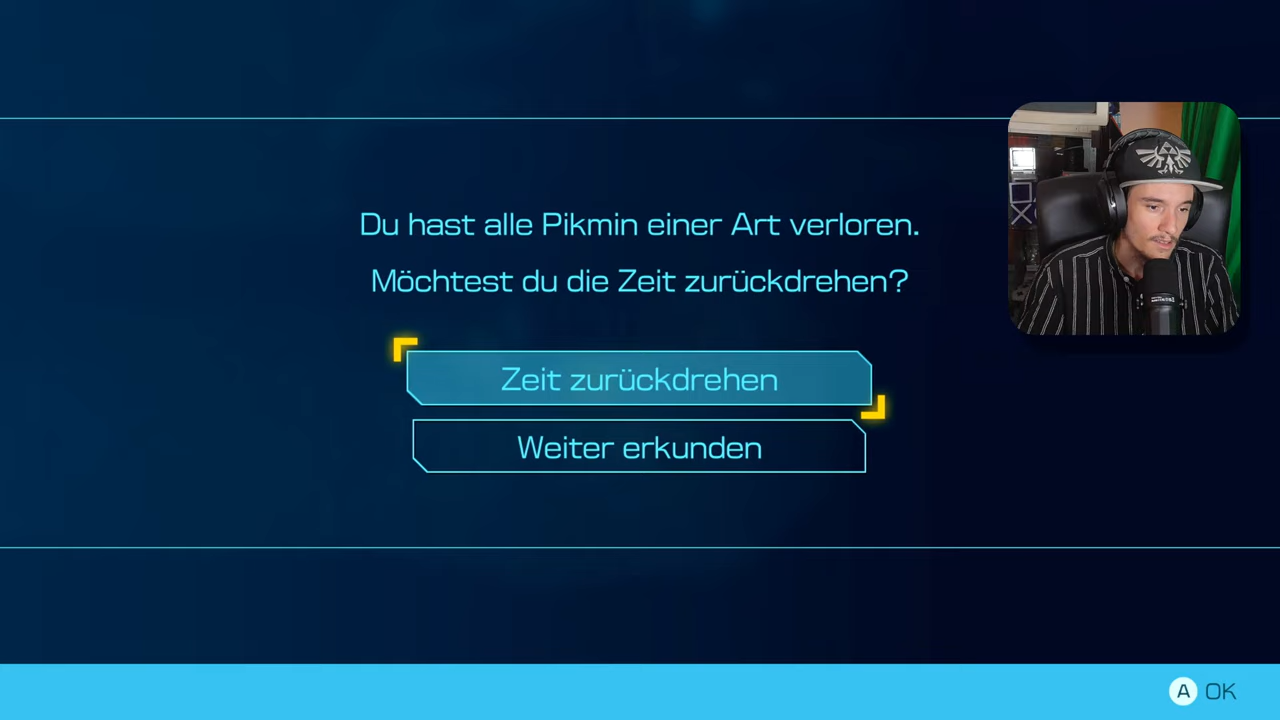 Du hast alle Pikmin einer Art verloren.
Möchtest du die Zeit zurückdrehen?
Zeit zurückdrehen
Weiter erkunden
A OK